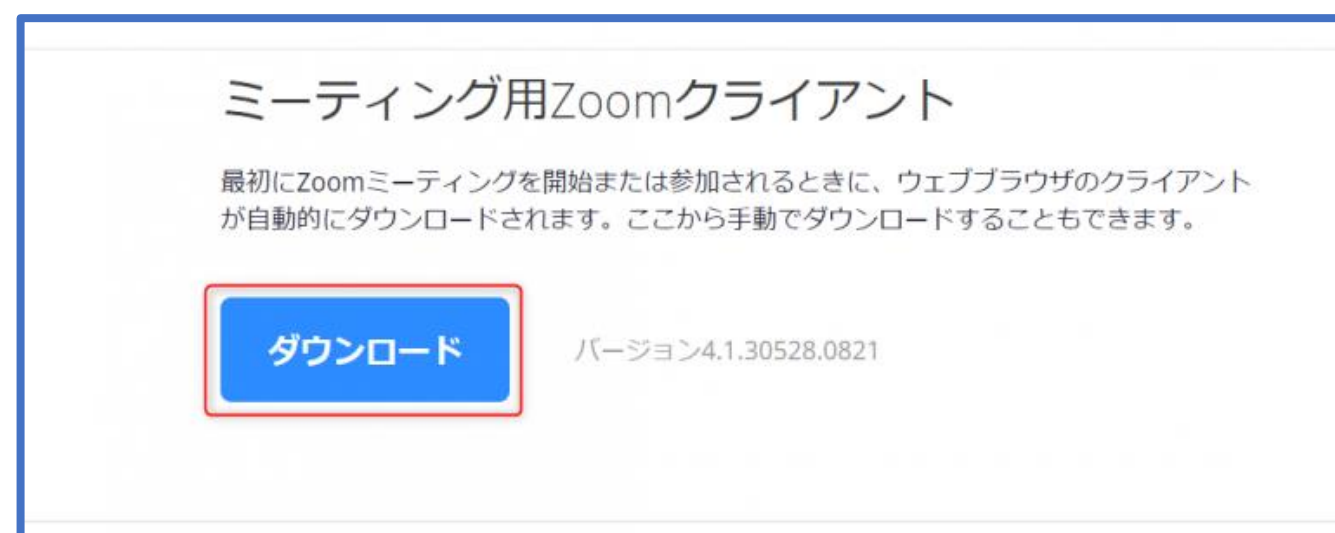 ミーティング用Zoomクライアント
最初にZoomミーティングを開始または参加されるときに、ウェブブラウザのクライアント
が自動的にダウンロードされます。ここから手動でダウンロードすることもできます。
ダウンロード
バージョン4.1.30528.0821